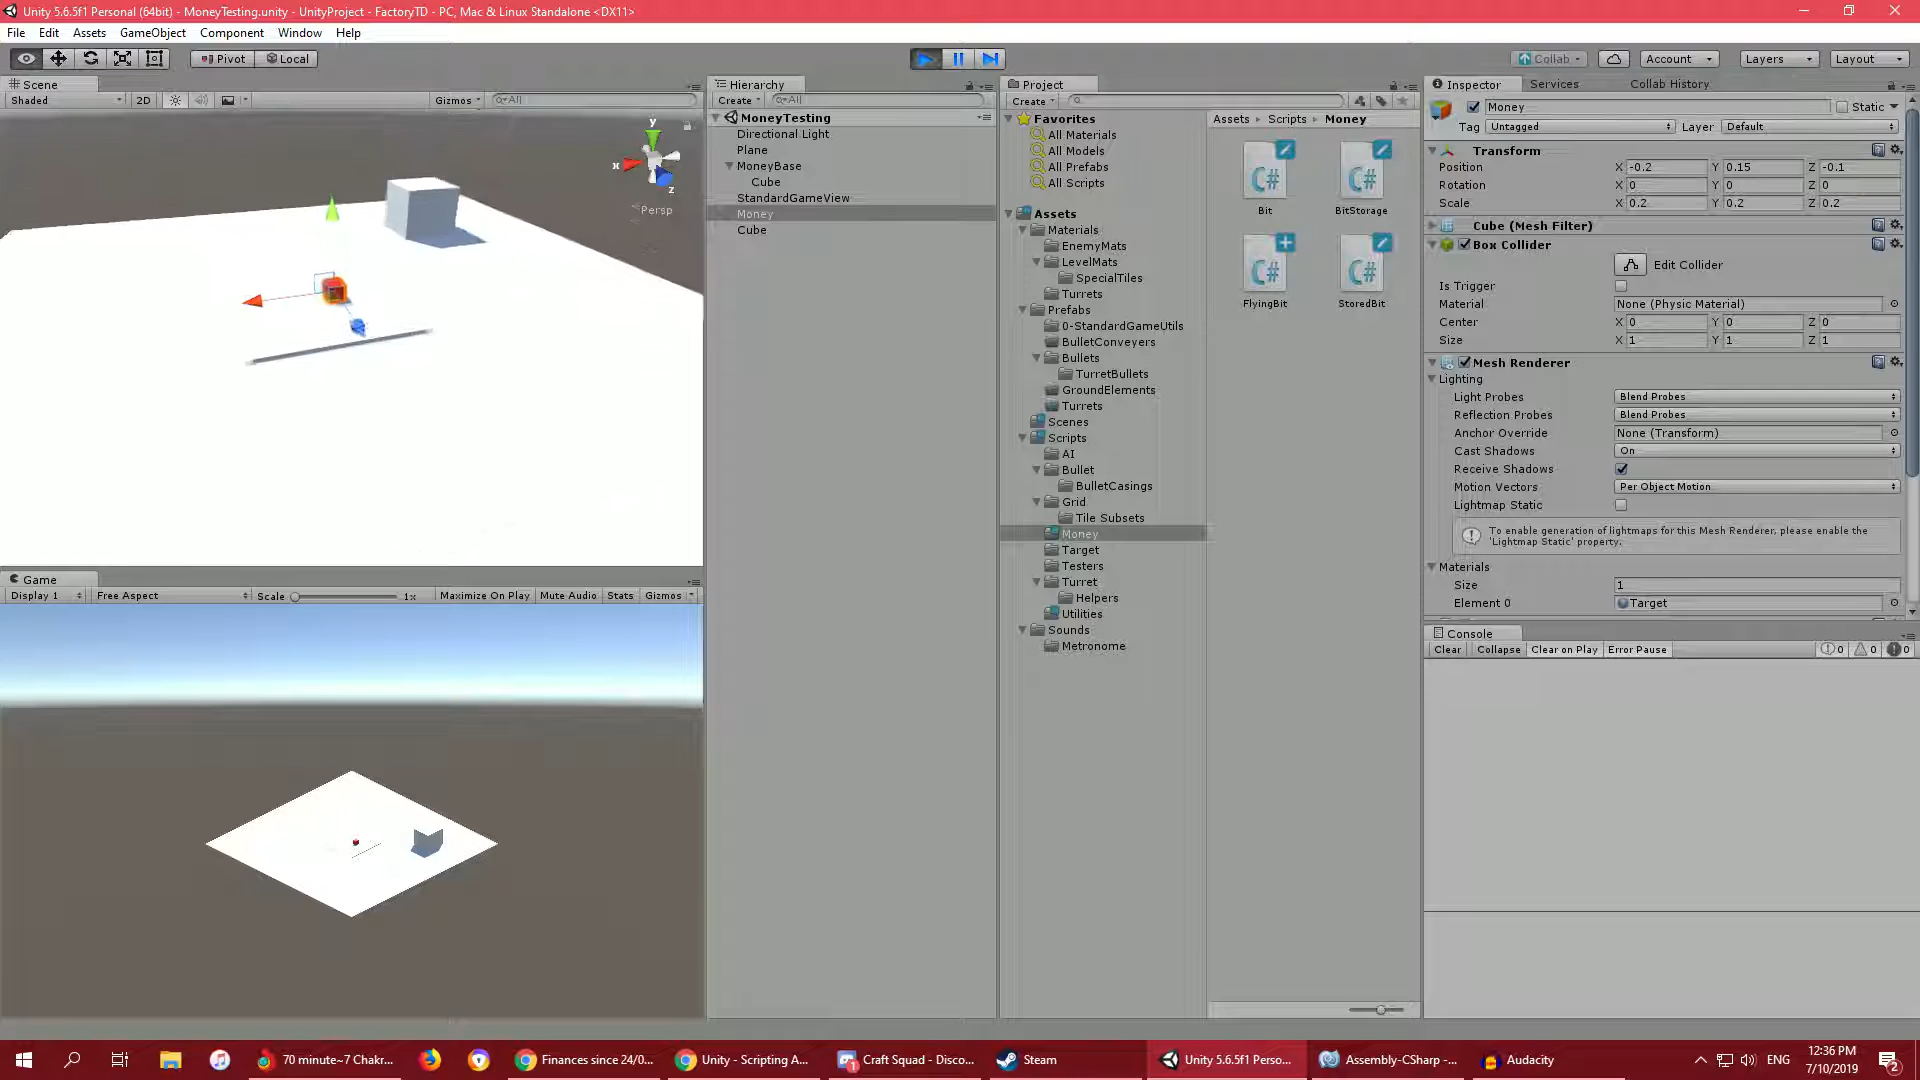 Unity 5.6.5f1 Personal (64bit) - MoneyTesting.unity - UnityProject - FactoryTD - PC, Mac & Linux Standalone <DX11>
File Edit Assets GameObject Component Window Help
Pivot Local Collab Account Layers Layout
Scene
Shaded 2D Gizmos All
y
x
z
Persp
Game
Display 1 Free Aspect Scale 1x Maximize On Play Mute Audio Stats Gizmos
Hierarchy
Create All
MoneyTesting
Directional Light
Plane
MoneyBase
Cube
StandardGameView
Money
Cube
Project
Create
Favorites
All Materials
All Models
All Prefabs
All Scripts
Assets
Materials
EnemyMats
LevelMats
SpecialTiles
Turrets
Prefabs
0-StandardGameUtils
BulletConveyers
Bullets
TurretBullets
GroundElements
Turrets
Scenes
Scripts
AI
Bullet
BulletCasings
Grid
Tile Subsets
Money
Target
Testers
Turret
Helpers
Utilities
Sounds
Metronome
Assets Scripts Money
C# C#
Bit BitStorage
C# C#
FlyingBit StoredBit
Inspector Services Collab History
Money Static
Tag Untagged Layer Default
Transform
Position X -0.2 Y 0.15 Z -0.1
Rotation X 0 Y 0 Z 0
Scale X 0.2 Y 0.2 Z 0.2
Cube (Mesh Filter)
Box Collider
Edit Collider
Is Trigger
Material None (Physic Material)
Center X 0 Y 0 Z 0
Size X 1 Y 1 Z 1
Mesh Renderer
Lighting
Light Probes Blend Probes
Reflection Probes Blend Probes
Anchor Override None (Transform)
Cast Shadows On
Receive Shadows
Motion Vectors Per Object Motion
Lightmap Static
To enable generation of lightmaps for this Mesh Renderer, please enable the
'Lightmap Static' property.
Materials
Size 1
Element 0 Target
Console
Clear Collapse Clear on Play Error Pause 0 0 0
70 minute~7 Chakr... Finances since 24/0... Unity - Scripting A... 1 Craft Squad - Disco... Steam Unity 5.6.5f1 Perso... Assembly-CSharp -... Audacity ENG 12:36 PM
7/10/2019 2